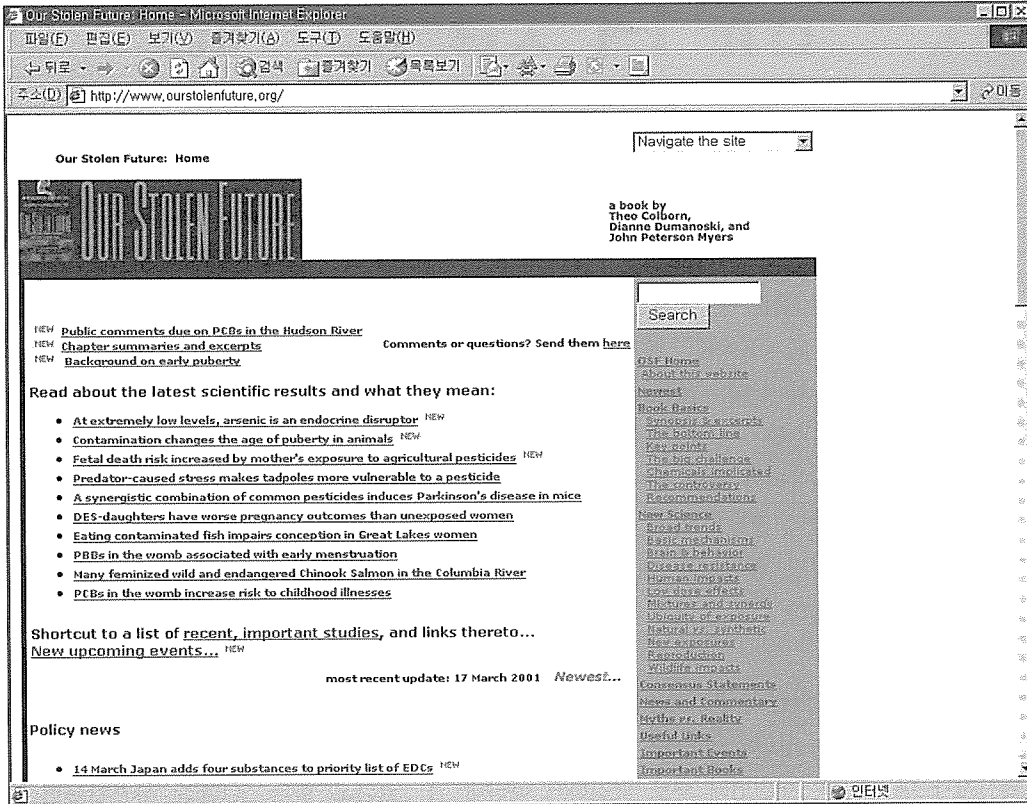 Our Stolen Future: Home - Microsoft Internet Explorer
파일(F) 편집(E) 보기(V) 즐겨찾기(A) 도구(T) 도움말(H)
뒤로 검색 즐겨찾기 목록보기
주소(D) http://www.ourstolenfuture.org/ 이동
Navigate the site
Our Stolen Future: Home
OUR STOLEN FUTURE
a book by
Theo Colborn,
Dianne Dumanoski, and
John Peterson Myers
NEW Public comments due on PCBs in the Hudson River
NEW Chapter summaries and excerpts
Comments or questions? Send them here
NEW Background on early puberty
Read about the latest scientific results and what they mean:
• At extremely low levels, arsenic is an endocrine disruptor NEW
• Contamination changes the age of puberty in animals NEW
• Fetal death risk increased by mother's exposure to agricultural pesticides NEW
• Predator-caused stress makes tadpoles more vulnerable to a pesticide
• A synergistic combination of common pesticides induces Parkinson's disease in mice
• DES-daughters have worse pregnancy outcomes than unexposed women
• Eating contaminated fish impairs conception in Great Lakes women
• PBBs in the womb associated with early menstruation
• Many feminized wild and endangered Chinook Salmon in the Columbia River
• PCBs in the womb increase risk to childhood illnesses
Shortcut to a list of recent, important studies, and links thereto...
New upcoming events... NEW
most recent update: 17 March 2001 Newest...
Policy news
• 14 March Japan adds four substances to priority list of EDCs NEW
Search
OSF Home
About this website
Newest
Book Basics
Synopsis & excerpts
The bottom line
Key points
The big challenge
Chemicals implicated
The controversy
Recommendations
New Science
Broad trends
Basic mechanisms
Brain & behavior
Disease resistance
Human impacts
Low dose effects
Mixtures and synergy
Ubiquity of exposure
Natural vs. synthetic
New exposures
Reproduction
Wildlife impacts
Consensus Statements
News and Commentary
Myths vs. Reality
Useful Links
Important Events
Important Books
인터넷